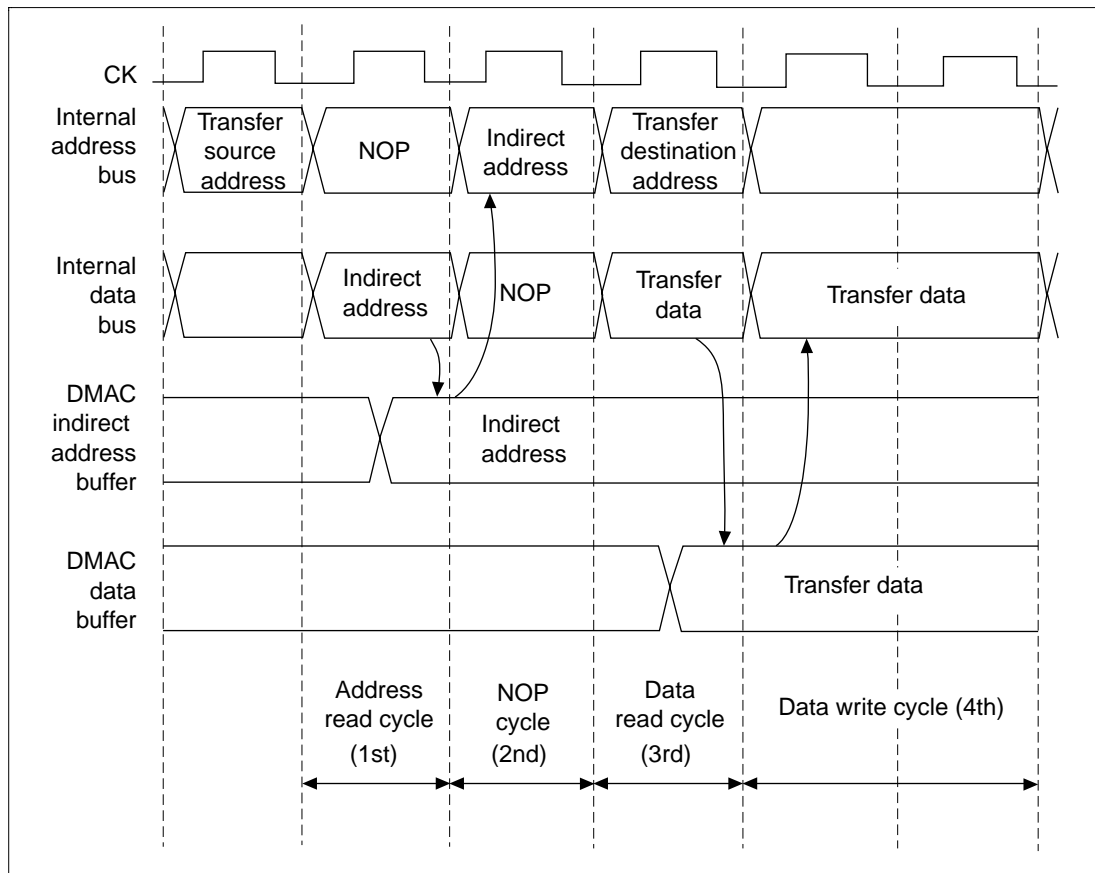 CK
Internal
address
bus
Transfer
source
address
NOP
Indirect
address
Transfer
destination
address
Internal
data
bus
Indirect
address
NOP
Transfer
data
Transfer data
DMAC
indirect
address
buffer
Indirect
address
DMAC
data
buffer
Transfer data
Address
read cycle
(1st)
NOP
cycle
(2nd)
Data
read cycle
(3rd)
Data write cycle (4th)